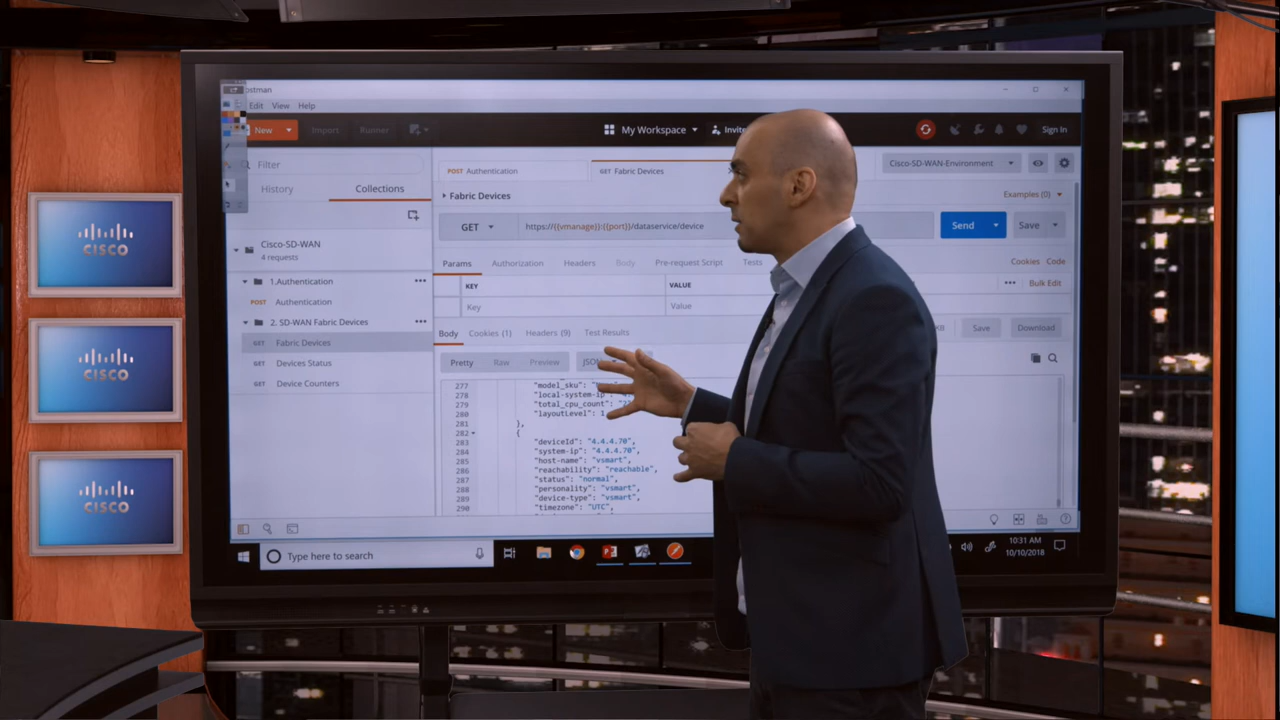 ostman
Edit View Help
New Import Runner My Workspace Invite Sign In
Filter
History Collections
Cisco-SD-WAN
4 requests
1.Authentication
POST Authentication
2. SD-WAN Fabric Devices
GET Fabric Devices
GET Devices Status
GET Device Counters
POST Authentication GET Fabric Devices Cisco-SD-WAN-Environment
Fabric Devices Examples (0)
GET https://{{vmanage}}:{{port}}/dataservice/device Send Save
Params Authorization Headers Body Pre-request Script Tests Cookies Code
KEY VALUE Bulk Edit
Key Value
Body Cookies (1) Headers (9) Test Results KB Save Download
Pretty Raw Preview JSON
277 "model_sku":
278 "local-system-ip":
279 "total_cpu_count":
280 "layoutLevel":
281 },
282 {
283 "deviceId": "4.4.4.70",
284 "system-ip": "4.4.4.70",
285 "host-name": "vsmart",
286 "reachability": "reachable",
287 "status": "normal",
288 "personality": "vsmart",
289 "device-type": "vsmart",
290 "timezone": "UTC",
Type here to search
10:31 AM
10/10/2018
CISCO
CISCO
CISCO